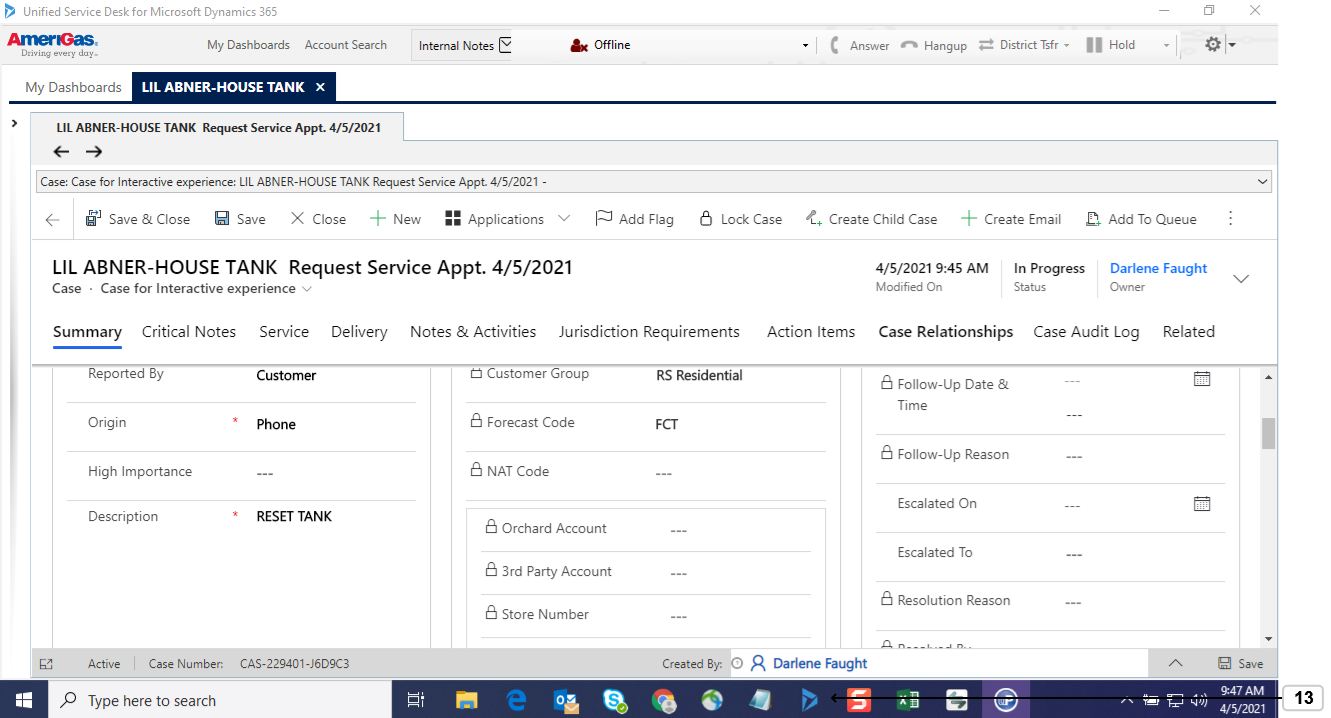 Unified Service Desk for Microsoft Dynamics 365
AmeriGas
Driving every day
My Dashboards Account Search Internal Notes Offline Answer Hangup District Tsfr Hold
My Dashboards LIL ABNER-HOUSE TANK ×
LIL ABNER-HOUSE TANK Request Service Appt. 4/5/2021
Case: Case for Interactive experience: LIL ABNER-HOUSE TANK Request Service Appt. 4/5/2021 -
Save & Close Save Close New Applications Add Flag Lock Case Create Child Case Create Email Add To Queue
LIL ABNER-HOUSE TANK Request Service Appt. 4/5/2021
Case · Case for Interactive experience
4/5/2021 9:45 AM
Modified On
In Progress
Status
Darlene Faught
Owner
Summary Critical Notes Service Delivery Notes & Activities Jurisdiction Requirements Action Items Case Relationships Case Audit Log Related
Reported By Customer
Origin * Phone
High Importance ---
Description * RESET TANK
Customer Group RS Residential
Forecast Code FCT
NAT Code ---
Orchard Account ---
3rd Party Account ---
Store Number ---
Follow-Up Date & ---
Time ---
Follow-Up Reason ---
Escalated On ---
Escalated To ---
Resolution Reason ---
Resolved By
Active Case Number: CAS-229401-J6D9C3 Created By: Darlene Faught Save
Type here to search
9:47 AM
4/5/2021
13